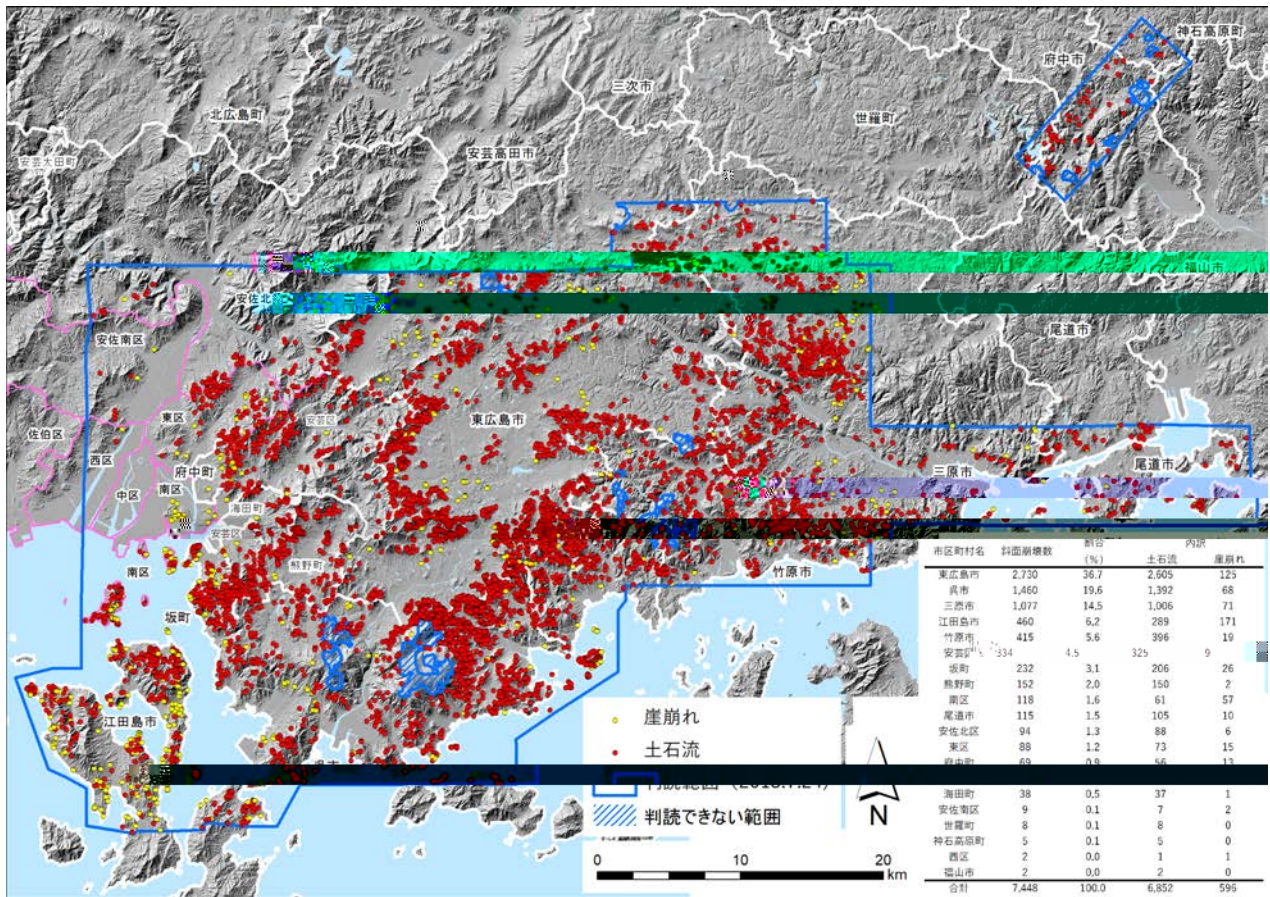 神石高原町
府中市
三次市
世羅町
北広島町
安芸高田市
安芸太田町
福山市
安佐北
尾道市
安佐南区
東区
安芸区
東広島市
佐伯区
西区
府中町
三原市
尾道市
中区
南区
海田町
安芸区
南区
熊野町
竹原市
坂町
江田島市
崖崩れ
土石流
判読できない範囲
N
0 10 20
km
市区町村名 斜面崩壊数 割合 内訳
(%) 土石流 崖崩れ
東広島市 2,730 36.7 2,605 125
呉市 1,460 19.6 1,392 68
三原市 1,077 14.5 1,006 71
江田島市 460 6.2 289 171
竹原市 415 5.6 396 19
安芸 334 4.5 325 9
坂町 232 3.1 206 26
熊野町 152 2.0 150 2
南区 118 1.6 61 57
尾道市 115 1.5 105 10
安佐北区 94 1.3 88 6
東区 88 1.2 73 15
府中町 69 0.9 56 13
海田町 38 0.5 37 1
安佐南区 9 0.1 7 2
世羅町 8 0.1 8 0
神石高原町 5 0.1 5 0
西区 2 0.0 1 1
福山市 2 0.0 2 0
合計 7,448 100.0 6,852 596